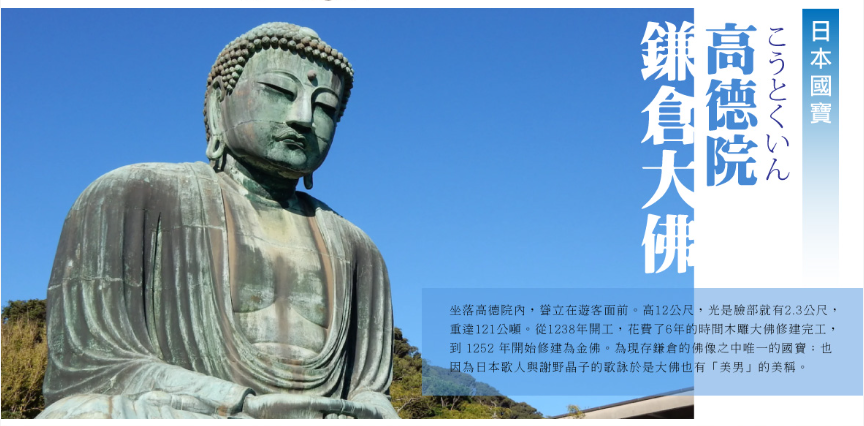 日本國寶
こうとくいん
高德院
鎌倉大佛
坐落高德院內，聳立在遊客面前。高12公尺，光是臉部就有2.3公尺，
重達121公噸。從1238年開工，花費了6年的時間木雕大佛修建完工，
到 1252 年開始修建為金佛。為現存鎌倉的佛像之中唯一的國寶；也
因為日本歌人與謝野晶子的歌詠於是大佛也有「美男」的美稱。